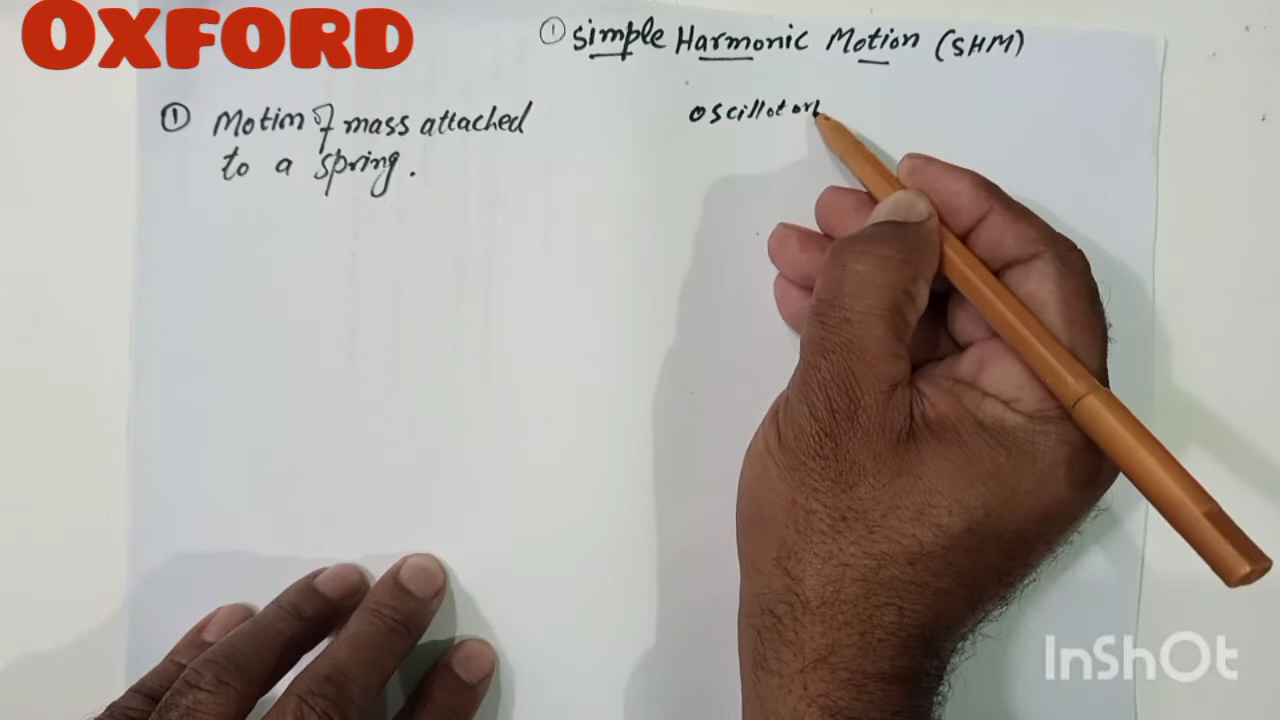 OXFORD
① Simple Harmonic Motion (SHM)
① Motion of mass attached
to a spring.
oscillator
InShOt